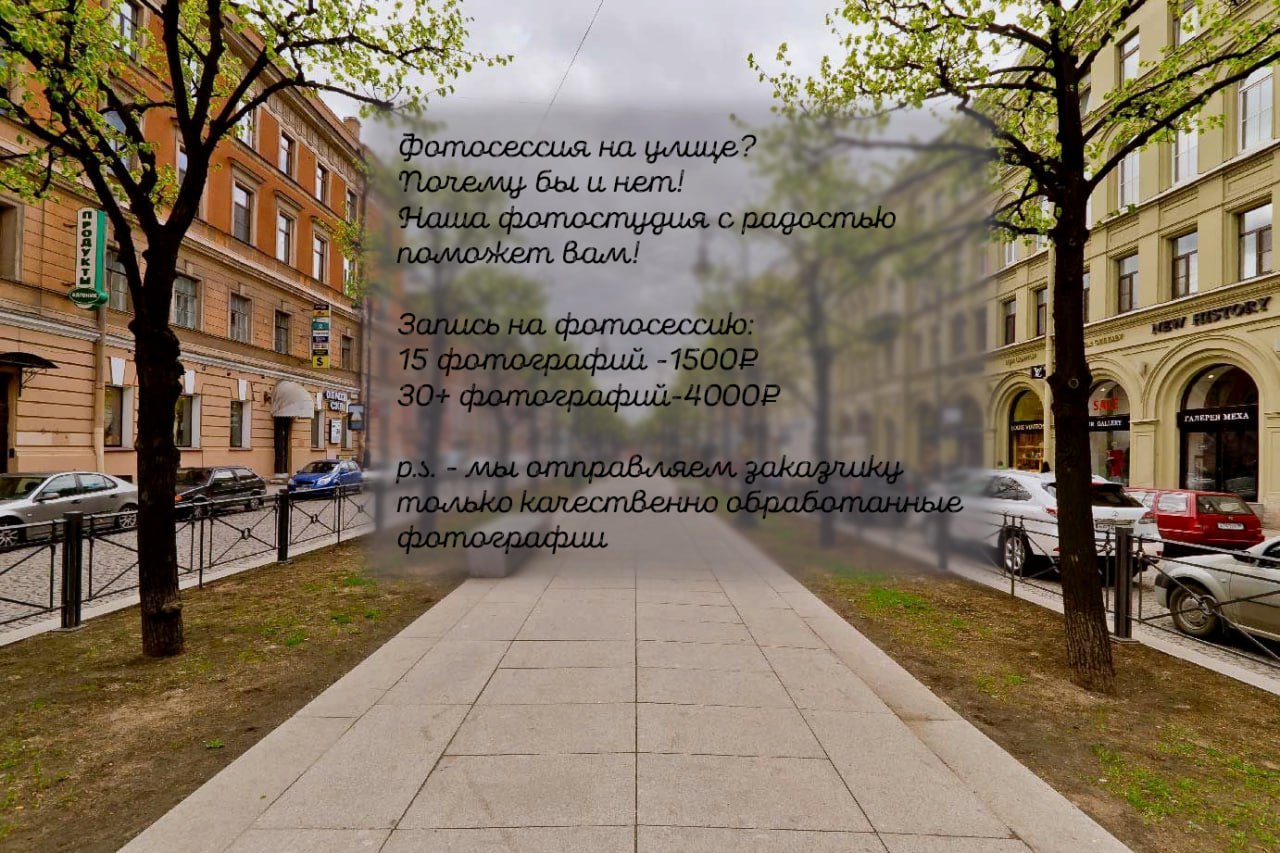 Фотосессия на улице?
Почему бы и нет!
Наша фотостудия с радостью
поможет вам!
Запись на фотосессию:
15 фотографий -1500₽
30+ фотографий-4000₽
p.s. - мы отправляем заказчику
только качественно обработанные
фотографии
ПРОДУКТЫ
NEW HISTORY
SALE
GALLERY
ГАЛЕРЕЯ МЕХА